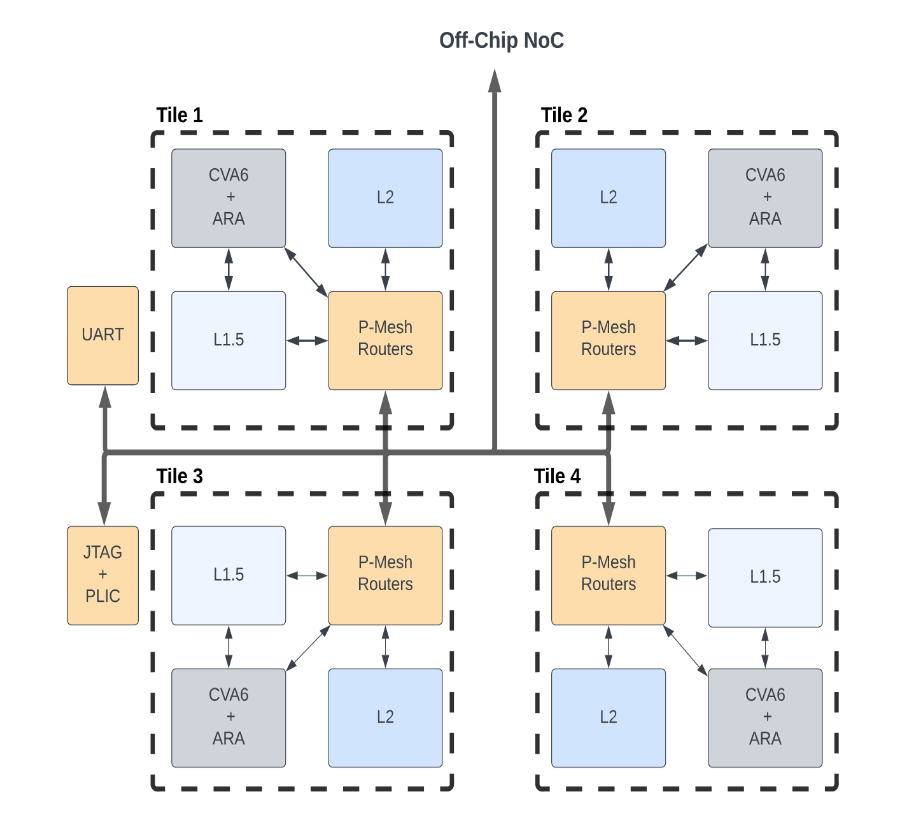 Off-Chip NoC
Tile 1
CVA6
+
ARA
L2
L1.5
P-Mesh
Routers
Tile 2
L2
CVA6
+
ARA
P-Mesh
Routers
L1.5
UART
JTAG
+
PLIC
Tile 3
L1.5
P-Mesh
Routers
CVA6
+
ARA
L2
Tile 4
P-Mesh
Routers
L1.5
L2
CVA6
+
ARA